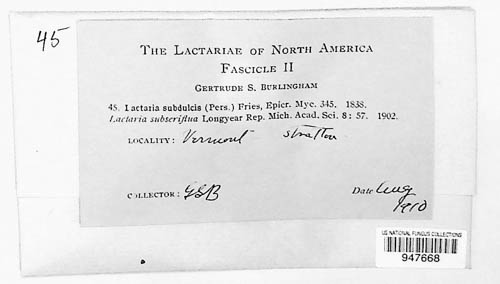 45
THE LACTARIAE OF NORTH AMERICA
FASCICLE II
GERTRUDE S. BURLINGHAM
45. Lactaria subdulcis (Pers.) Fries, Epicr. Myc. 345. 1838.
Lactaria subseriflua Longyear Rep. Mich. Acad. Sci. 8: 57. 1902.
LOCALITY: Vermont Stratton
COLLECTOR: GSB Date Aug
1910
US NATIONAL FUNGUS COLLECTIONS
947668